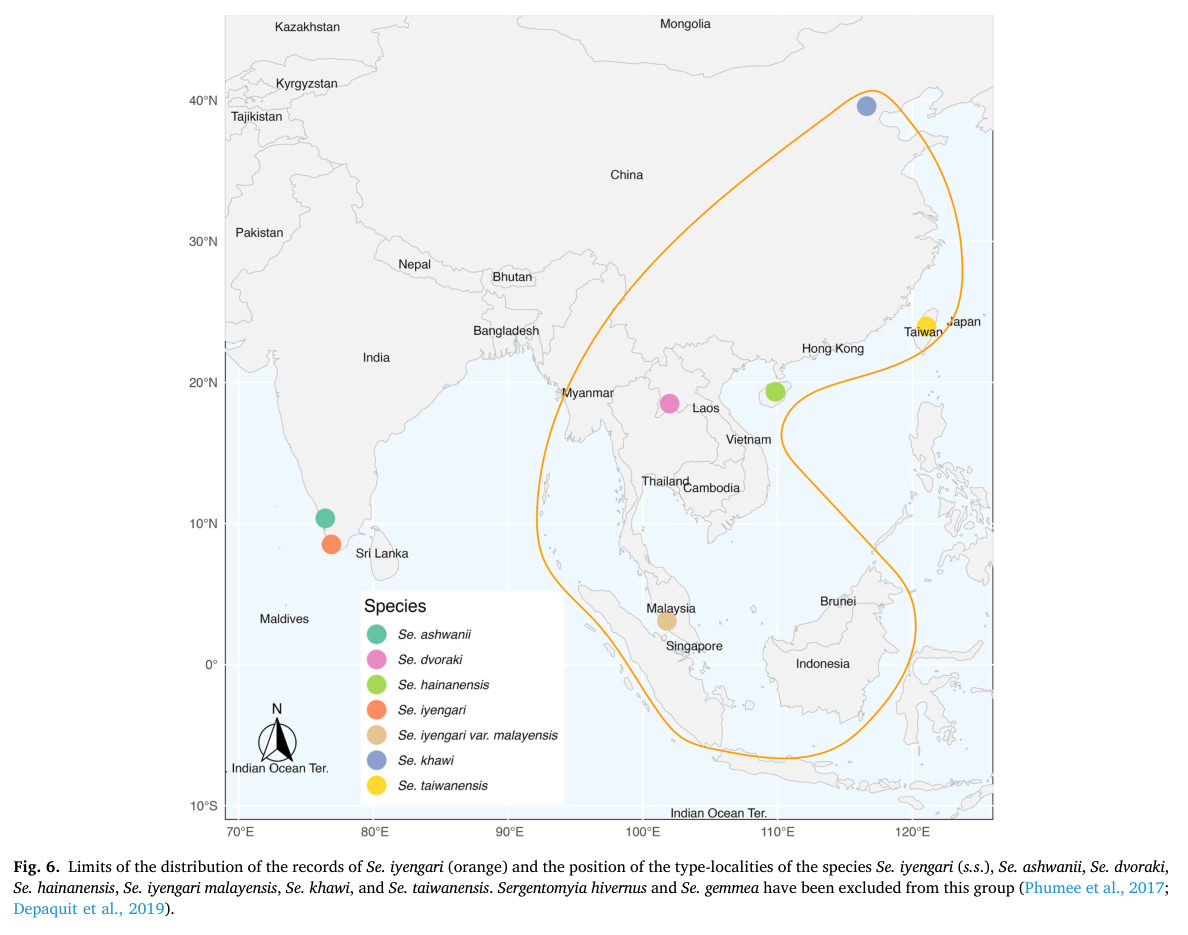 Kazakhstan
Mongolia
Kyrgyzstan
40°N
Tajikistan
China
Pakistan
30°N
Nepal
Bhutan
Bangladesh
Japan
Taiwan
Hong Kong
India
20°N
Myanmar
Laos
Vietnam
Thailand
Cambodia
10°N
Sri Lanka
Brunei
Malaysia
Maldives
Singapore
0°
Indonesia
Species
Se. ashwanii
Se. dvoraki
Se. hainanensis
Se. iyengari
Se. iyengari var. malayensis
Se. khawi
Se. taiwanensis
N
Indian Ocean Ter.
10°S
Indian Ocean Ter.
70°E 80°E 90°E 100°E 110°E 120°E
Fig. 6. Limits of the distribution of the records of Se. iyengari (orange) and the position of the type-localities of the species Se. iyengari (s.s.), Se. ashwanii, Se. dvoraki,
Se. hainanensis, Se. iyengari malayensis, Se. khawi, and Se. taiwanensis. Sergentomyia hivernus and Se. gemmea have been excluded from this group (Phumee et al., 2017;
Depaquit et al., 2019).